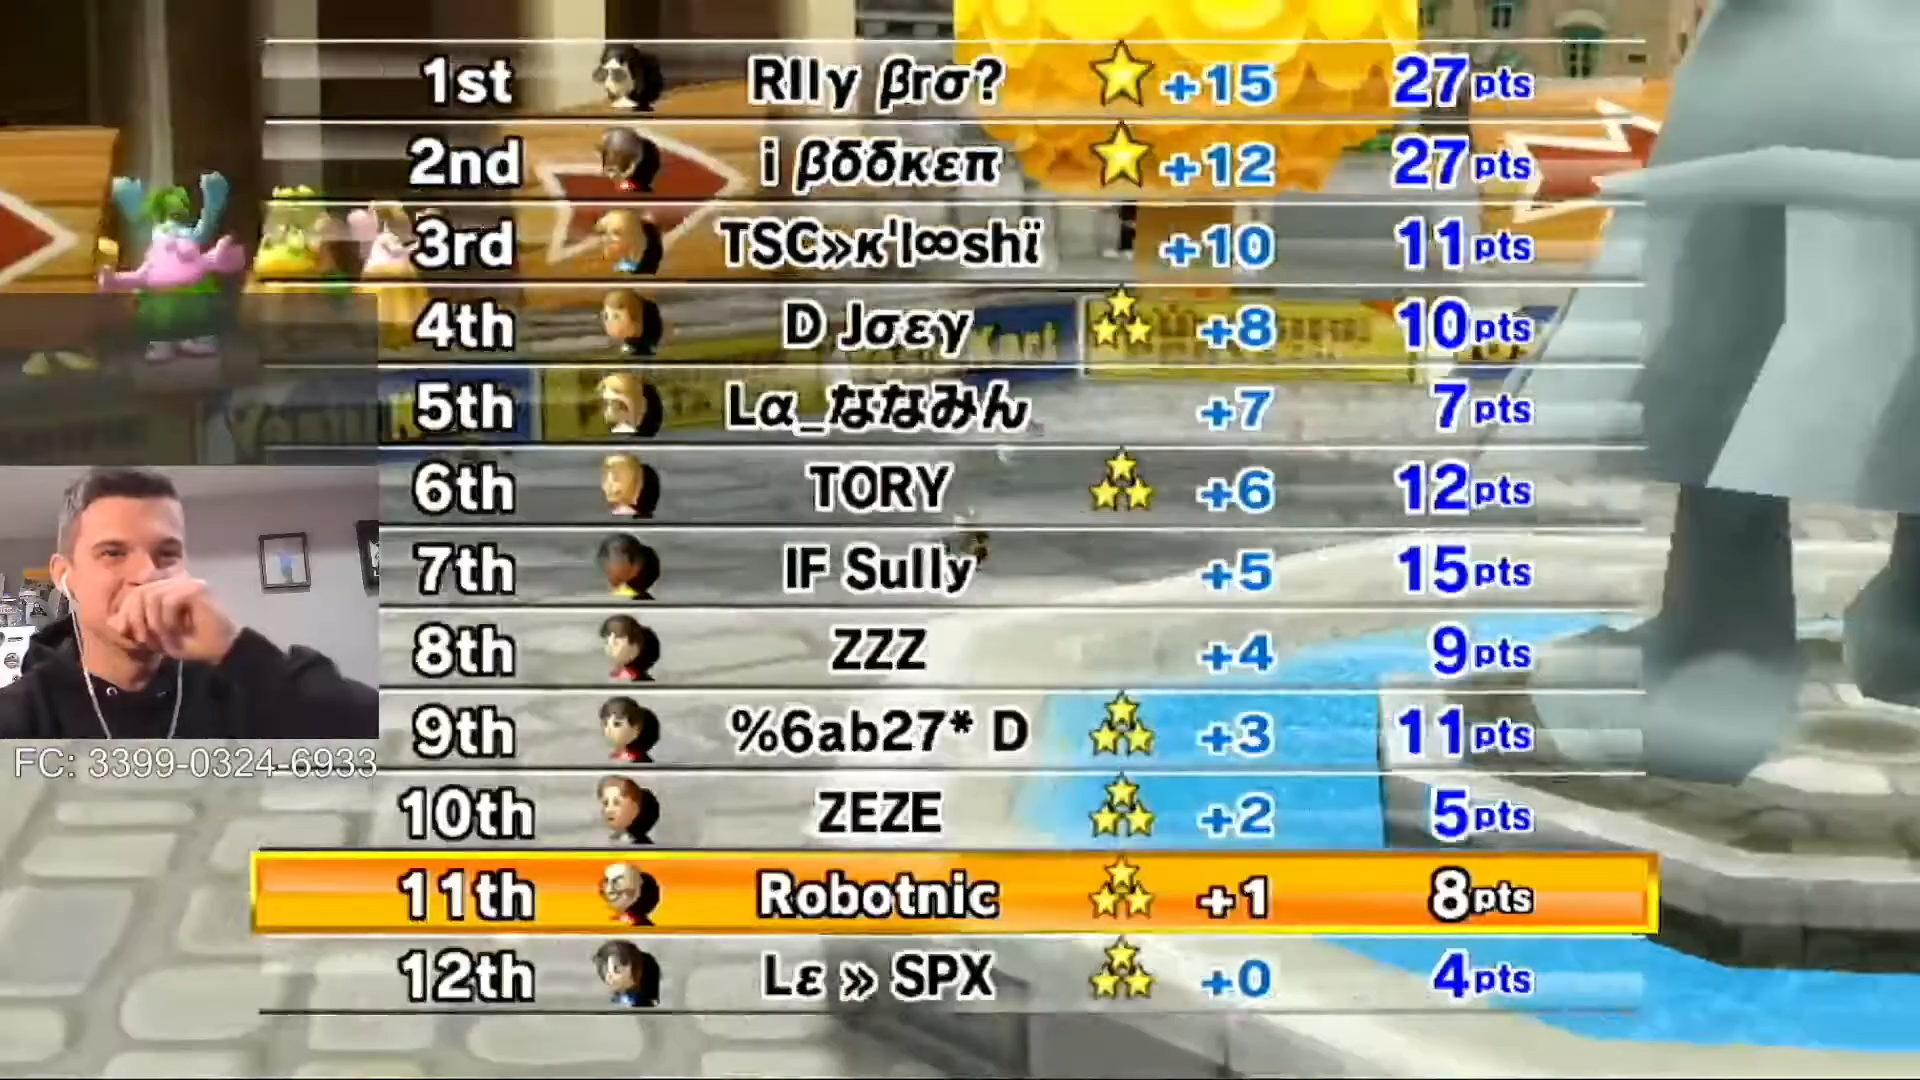 1st RIIγ βrσ? +15 27pts
2nd i βδδκεπ +12 27pts
3rd TSC»κ'l∞shï +10 11pts
4th D Jσεγ +8 10pts
5th Lα_ななみん +7 7pts
6th TORY +6 12pts
7th IF Sully +5 15pts
8th ZZZ +4 9pts
9th %6ab27* D +3 11pts
FC: 3399-0324-6933
10th ZEZE +2 5pts
11th Robotnic +1 8pts
12th Lε » SPX +0 4pts